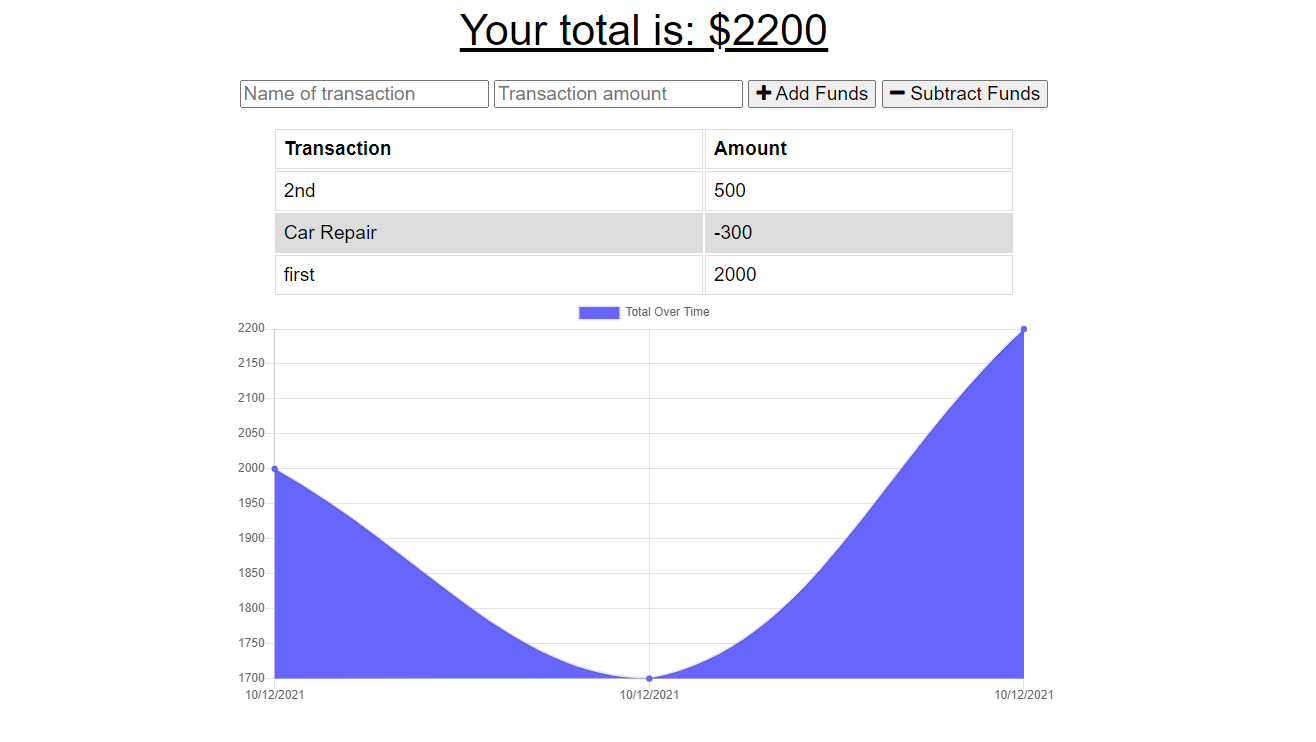 Your total is: $2200
Name of transaction Transaction amount Add Funds Subtract Funds
Transaction Amount
2nd 500
Car Repair -300
first 2000
Total Over Time
2200
2150
2100
2050
2000
1950
1900
1850
1800
1750
1700
10/12/2021 10/12/2021 10/12/2021